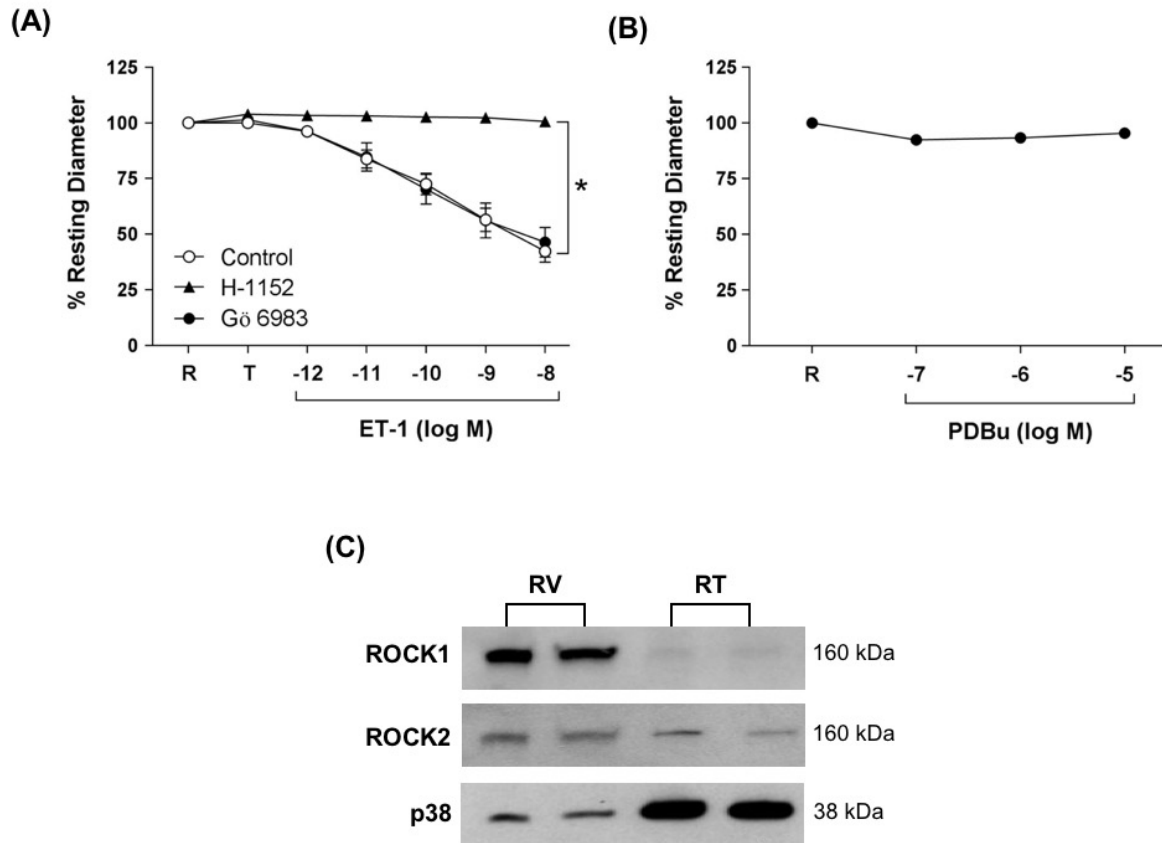 (A)
125
100
75
50
25
0
% Resting Diameter
Control
H-1152
Gö 6983
*
R T -12 -11 -10 -9 -8
ET-1 (log M)
(B)
125
100
75
50
25
0
% Resting Diameter
R -7 -6 -5
PDBu (log M)
(C)
RV RT
ROCK1 160 kDa
ROCK2 160 kDa
p38 38 kDa